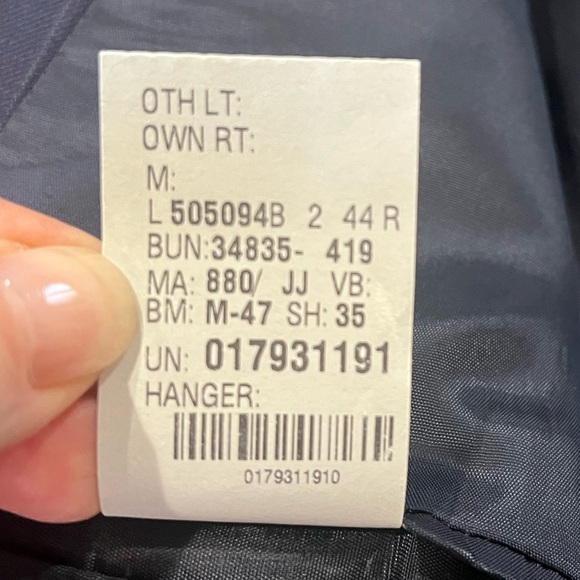 OTH LT:
OWN RT:
M:
L 505094B 2 44 R
BUN:34835- 419
MA: 880/ JJ VB:
BM: M-47 SH: 35
UN: 017931191
HANGER:
0179311910